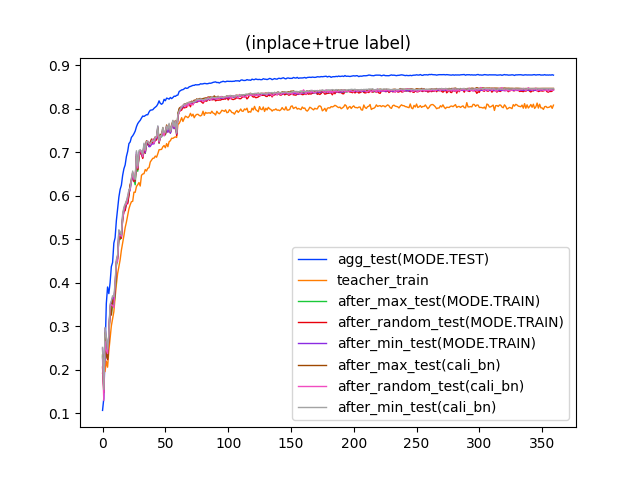 (inplace+true label)
0.9
0.8
0.7
0.6
0.5
0.4
0.3
0.2
0.1
agg_test(MODE.TEST)
teacher_train
after_max_test(MODE.TRAIN)
after_random_test(MODE.TRAIN)
after_min_test(MODE.TRAIN)
after_max_test(cali_bn)
after_random_test(cali_bn)
after_min_test(cali_bn)
0 50 100 150 200 250 300 350